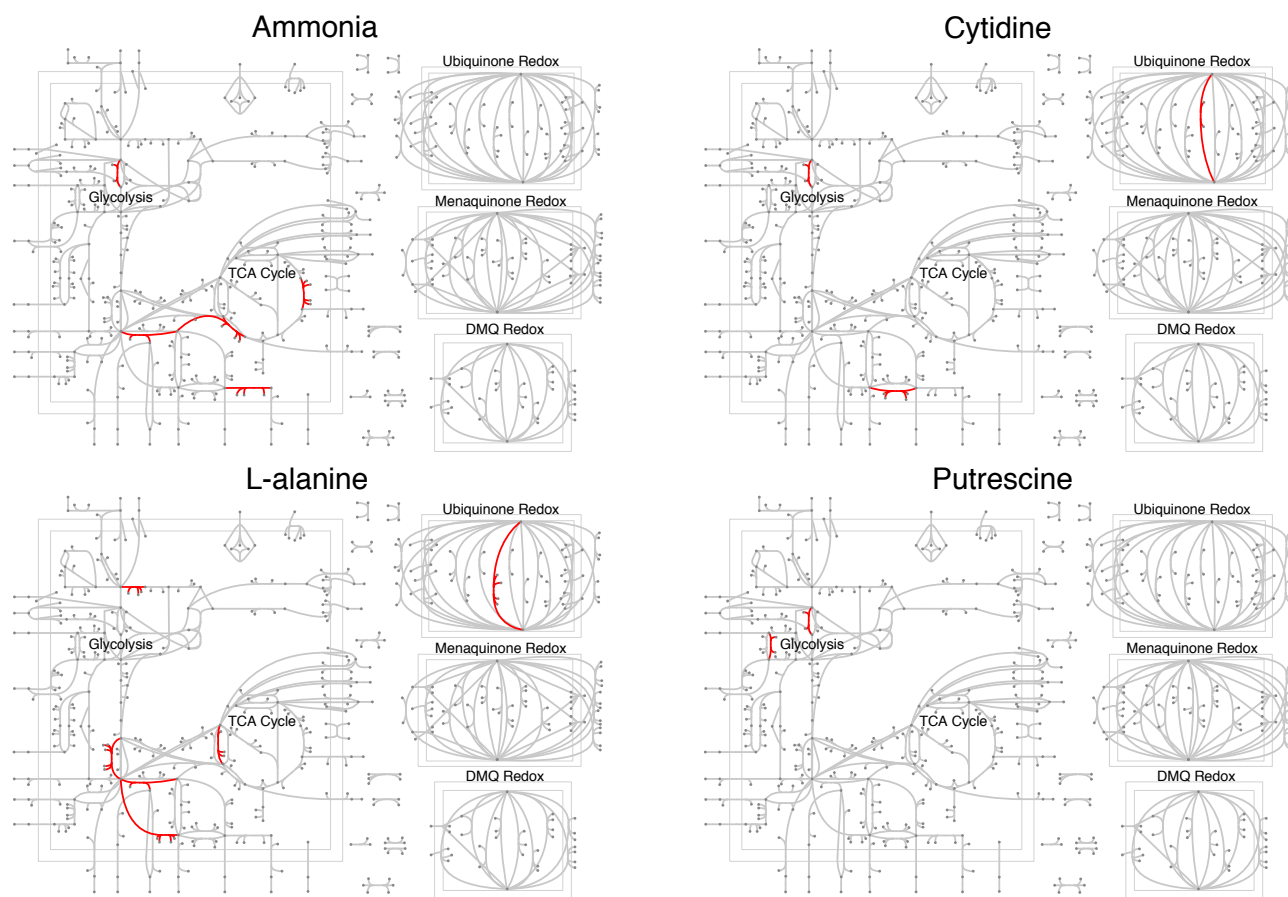 Ammonia
Ubiquinone Redox
Glycolysis
Menaquinone Redox
TCA Cycle
DMQ Redox
Cytidine
Ubiquinone Redox
Glycolysis
Menaquinone Redox
TCA Cycle
DMQ Redox
L-alanine
Ubiquinone Redox
Glycolysis
Menaquinone Redox
TCA Cycle
DMQ Redox
Putrescine
Ubiquinone Redox
Glycolysis
Menaquinone Redox
TCA Cycle
DMQ Redox